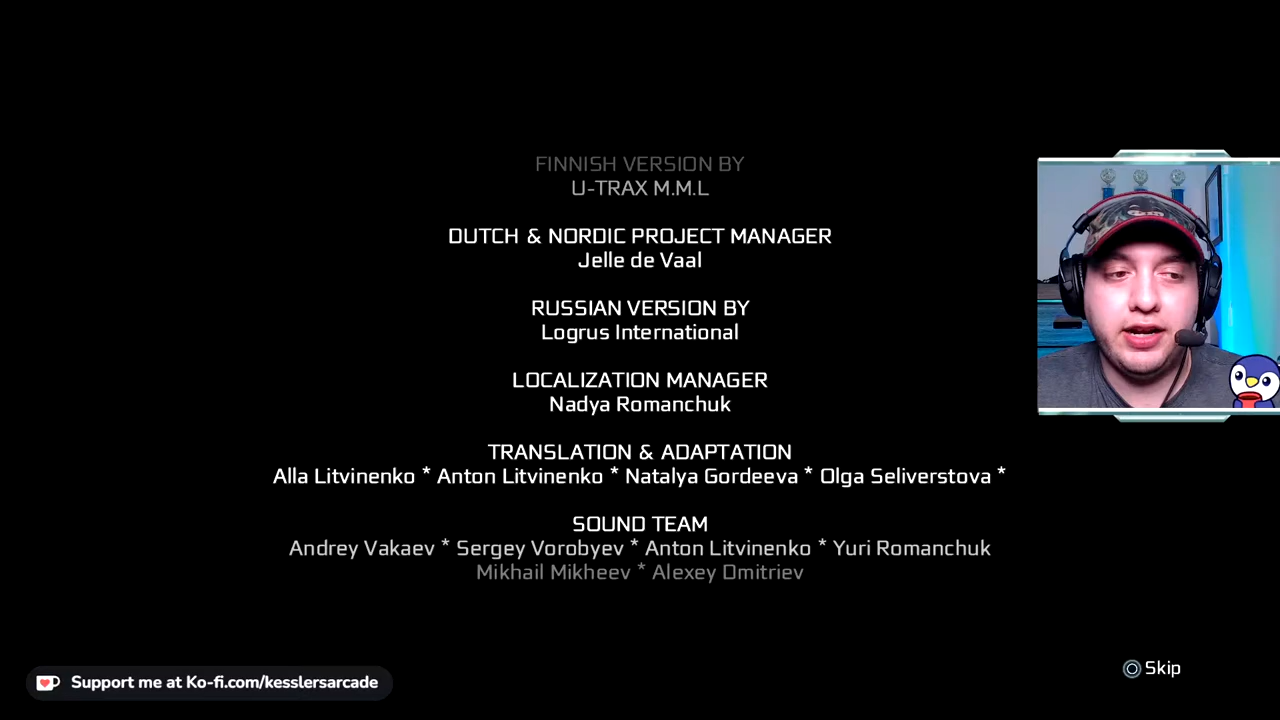 FINNISH VERSION BY
U-TRAX M.M.L
DUTCH & NORDIC PROJECT MANAGER
Jelle de Vaal
RUSSIAN VERSION BY
Logrus International
LOCALIZATION MANAGER
Nadya Romanchuk
TRANSLATION & ADAPTATION
Alla Litvinenko * Anton Litvinenko * Natalya Gordeeva * Olga Seliverstova *
SOUND TEAM
Andrey Vakaev * Sergey Vorobyev * Anton Litvinenko * Yuri Romanchuk
Mikhail Mikheev * Alexey Dmitriev
Skip
Support me at Ko-fi.com/kesslersarcade